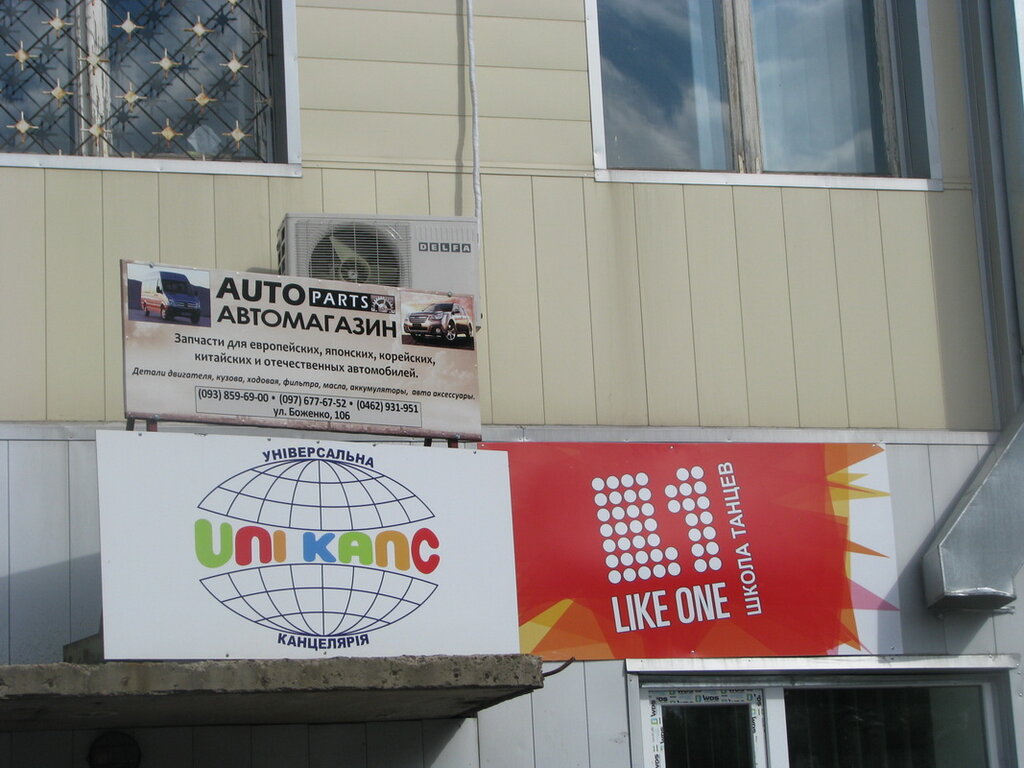 DELFA
AUTO PARTS
АВТОМАГАЗИН
Запчасти для европейских, японских, корейских,
китайских и отечественных автомобилей.
Детали двигателя, кузова, ходовая, фильтра, масла, аккумуляторы, авто аксессуары.
(093) 859-69-00 • (097) 677-67-52 • (0462) 931-951
ул. Боженко, 106
УНІВЕРСАЛЬНА
UNI КАНС
КАНЦЕЛЯРІЯ
L1
LIKE ONE
ШКОЛА ТАНЦЕВ
WDS